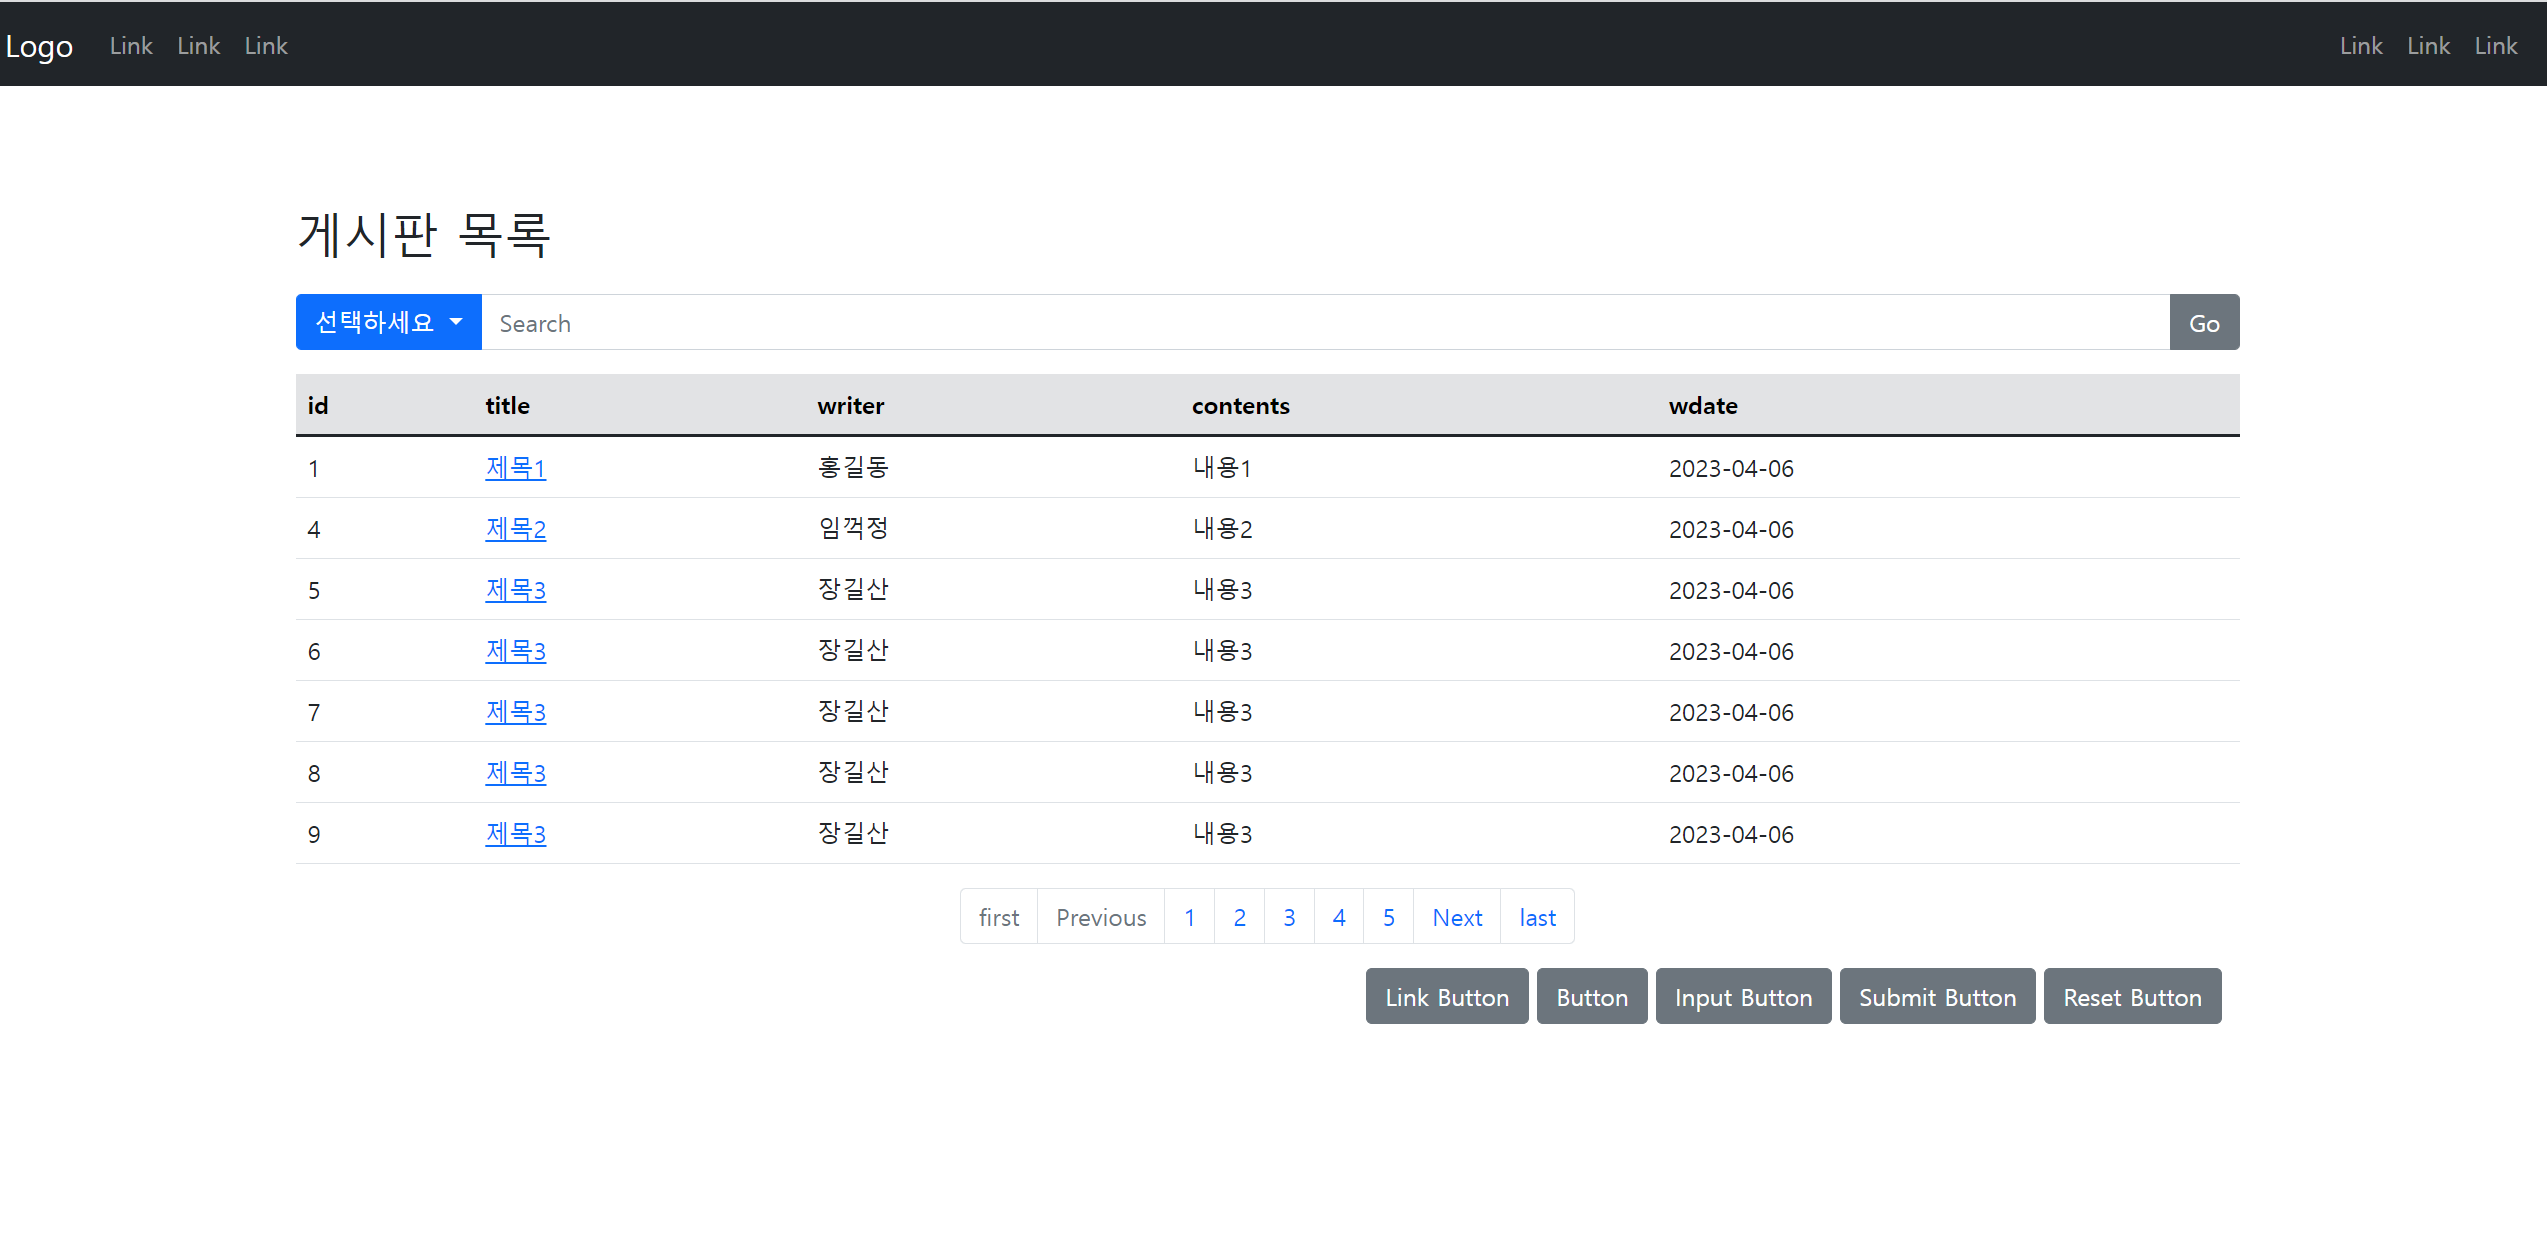 Logo Link Link Link Link Link Link
게시판 목록
선택하세요 Search Go
id title writer contents wdate
1 제목1 홍길동 내용1 2023-04-06
4 제목2 임꺽정 내용2 2023-04-06
5 제목3 장길산 내용3 2023-04-06
6 제목3 장길산 내용3 2023-04-06
7 제목3 장길산 내용3 2023-04-06
8 제목3 장길산 내용3 2023-04-06
9 제목3 장길산 내용3 2023-04-06
first Previous 1 2 3 4 5 Next last
Link Button Button Input Button Submit Button Reset Button